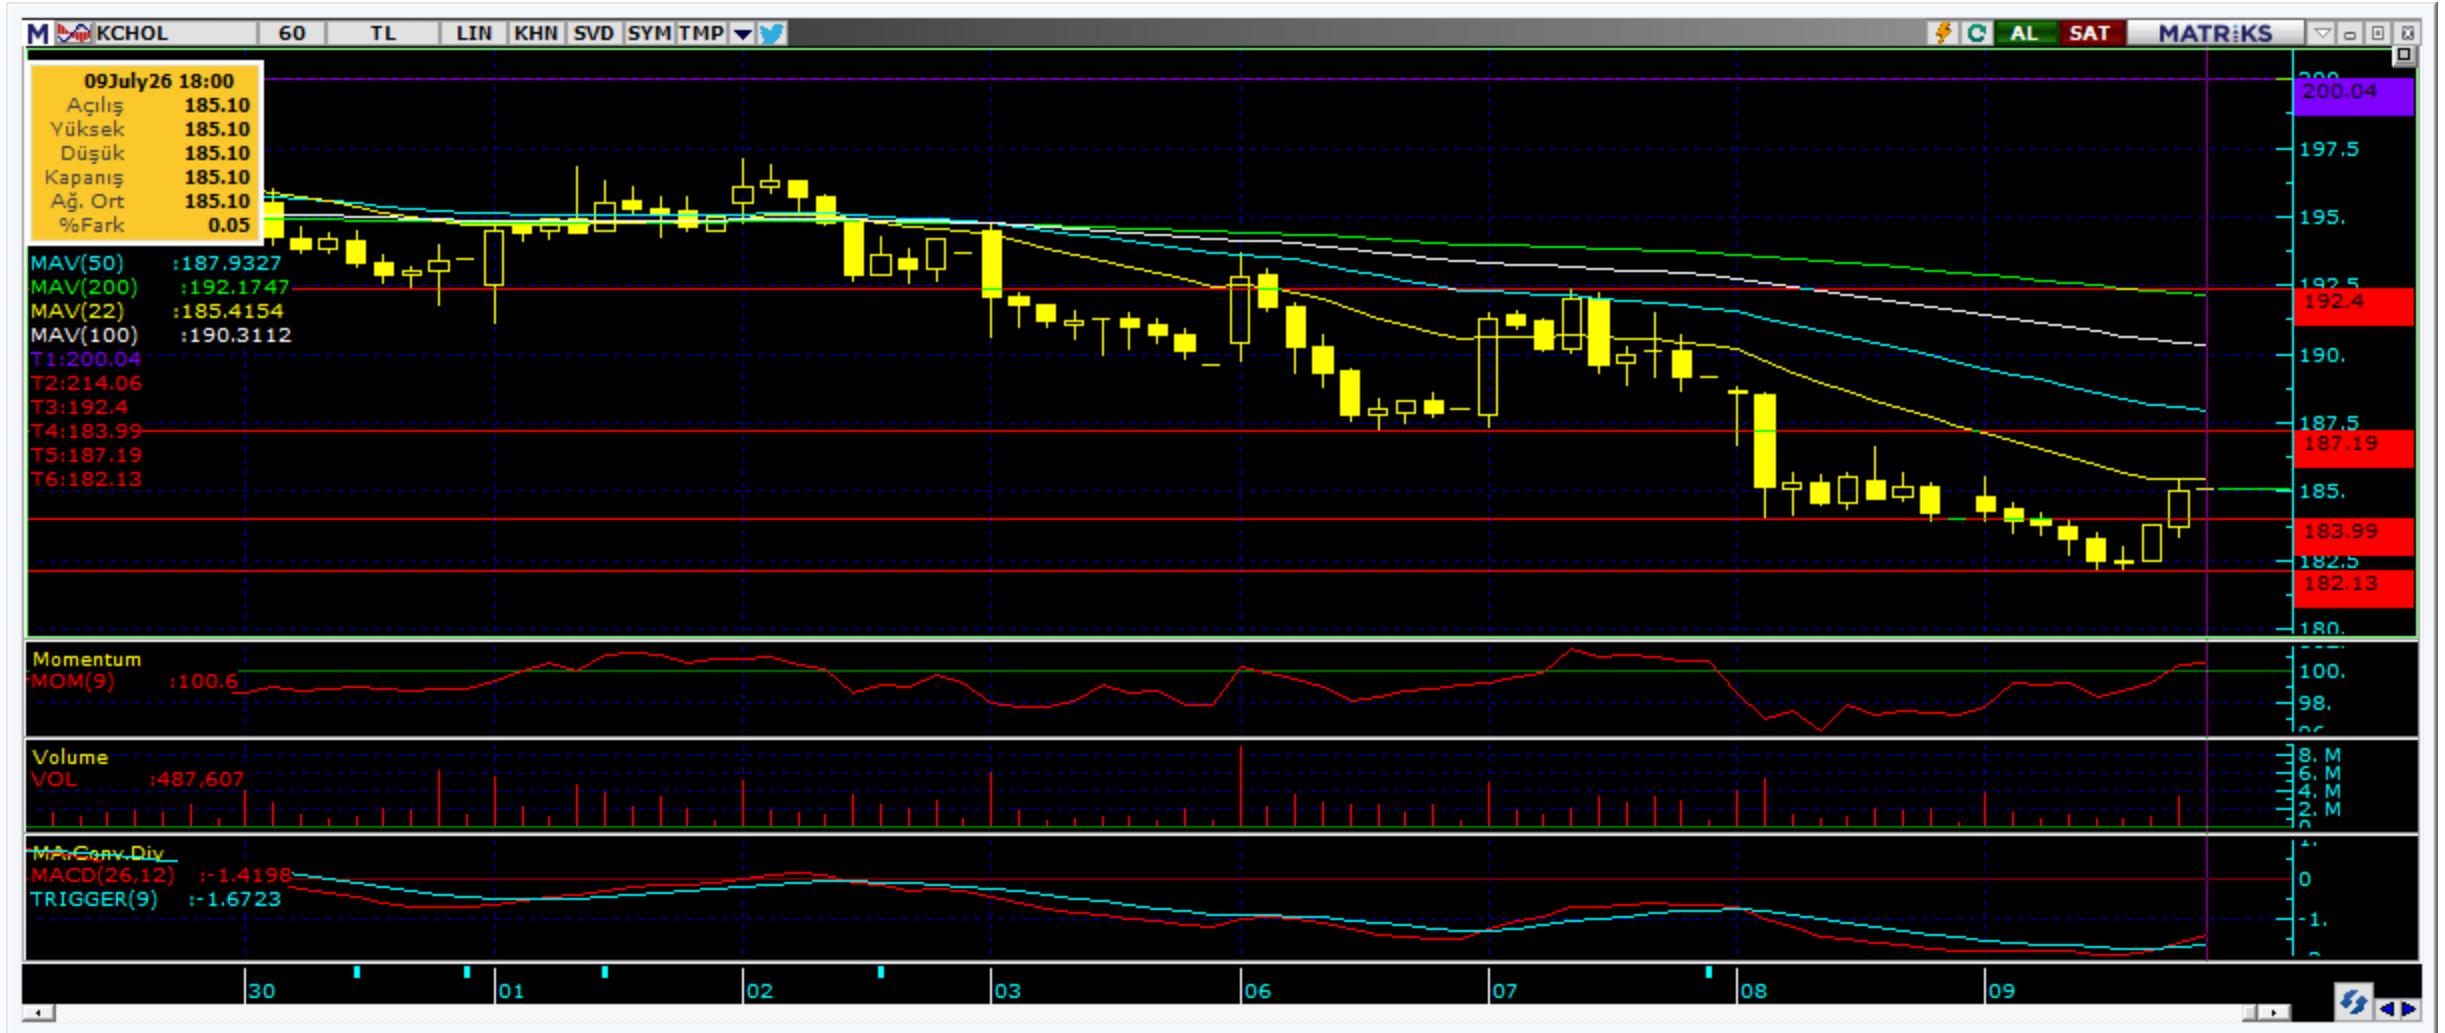 M KCHOL 60 TL LIN KHN SVD SYM TMP AL SAT MATRiKS
09July26 18:00
Açılış 185.10
Yüksek 185.10
Düşük 185.10
Kapanış 185.10
Ağ. Ort 185.10
%Fark 0.05
MAV(50) :187.9327
MAV(200) :192.1747
MAV(22) :185.4154
MAV(100) :190.3112
T1:200.04
T2:214.06
T3:192.4
T4:183.99
T5:187.19
T6:182.13
200.04
197.5
195.
192.5
192.4
190.
187.5
187.19
185.
183.99
182.5
182.13
180.
Momentum
MOM(9) :100.6
100.
98.
Volume
VOL :487,607
8. M
6. M
4. M
2. M
MA.Conv.Div
MACD(26,12) :-1.4198
TRIGGER(9) :-1.6723
0
-1.
30 01 02 03 06 07 08 09